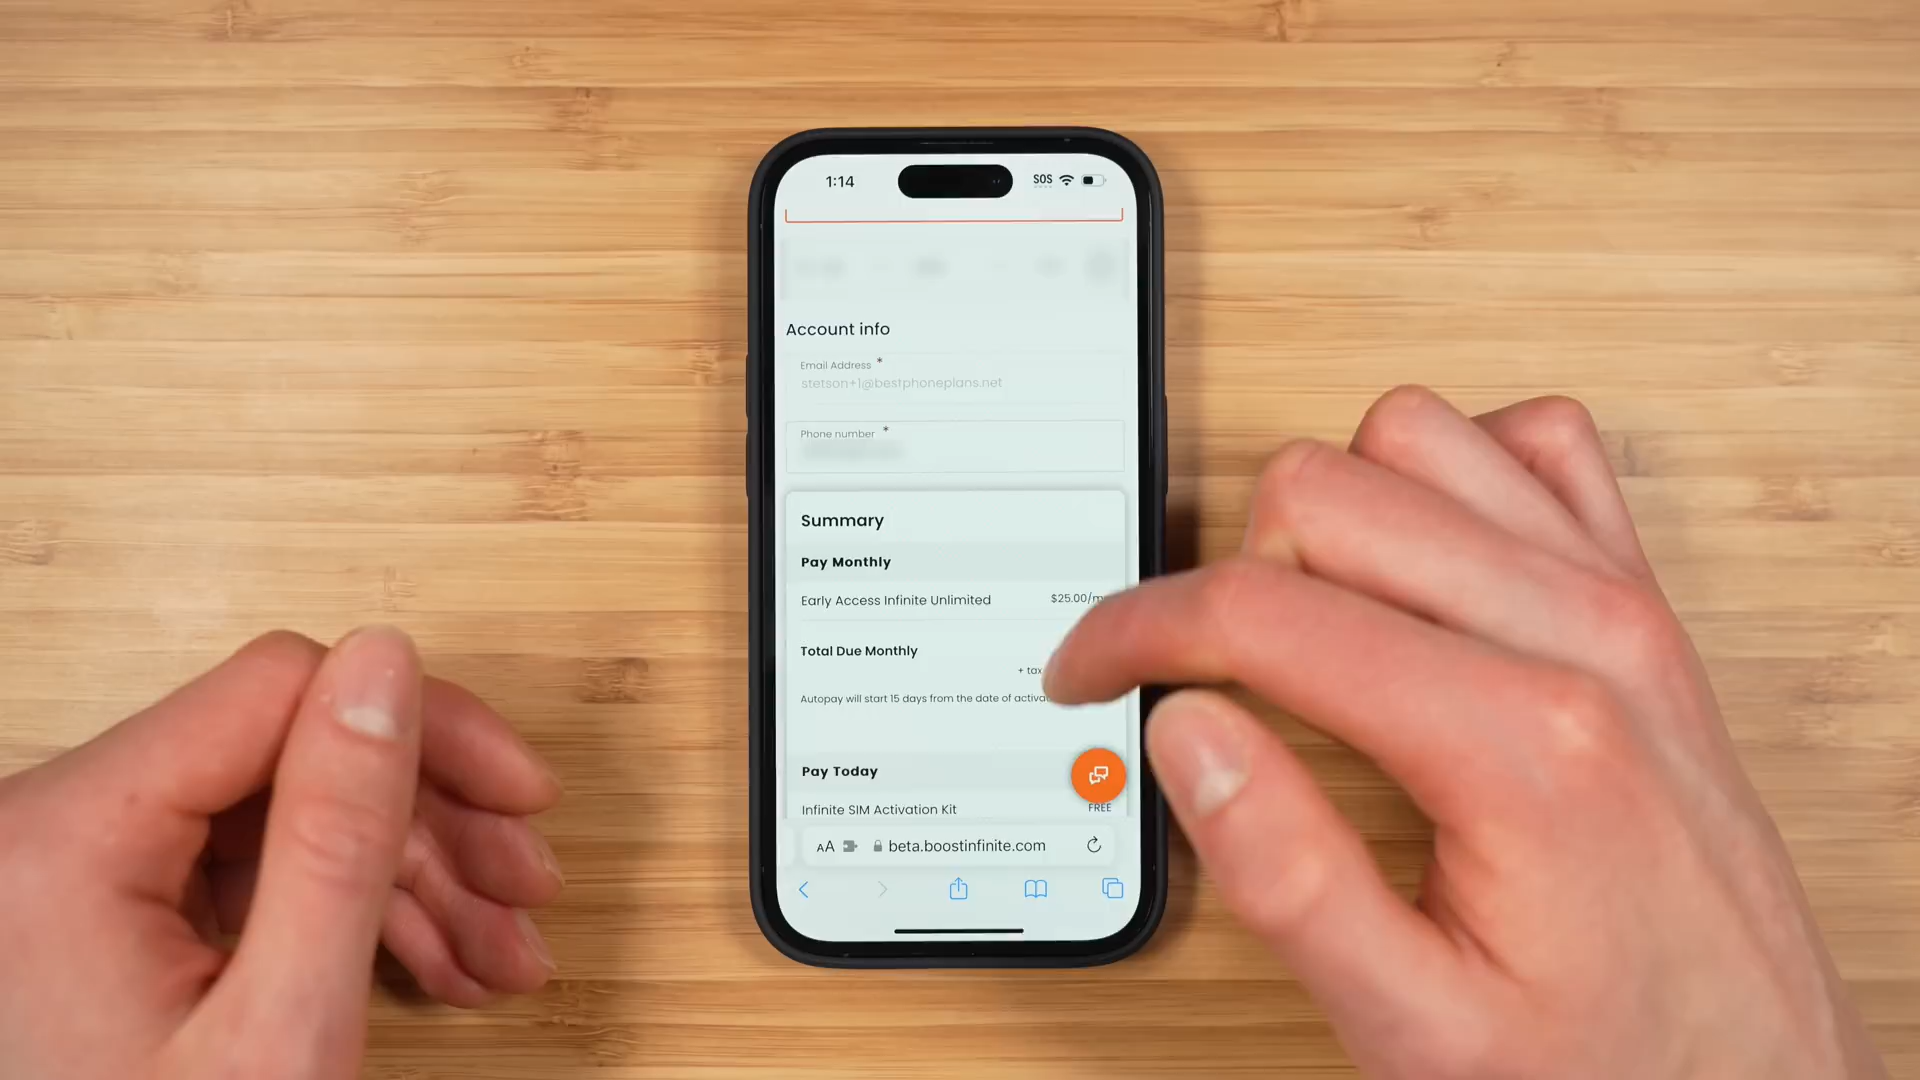 1:14
SOS
Account info
Email Address *
stetson+1@bestphoneplans.net
Phone number *
Summary
Pay Monthly
Early Access Infinite Unlimited $25.00/m
Total Due Monthly
+ tax
Autopay will start 15 days from the date of activa
Pay Today
Infinite SIM Activation Kit FREE
AA beta.boostinfinite.com